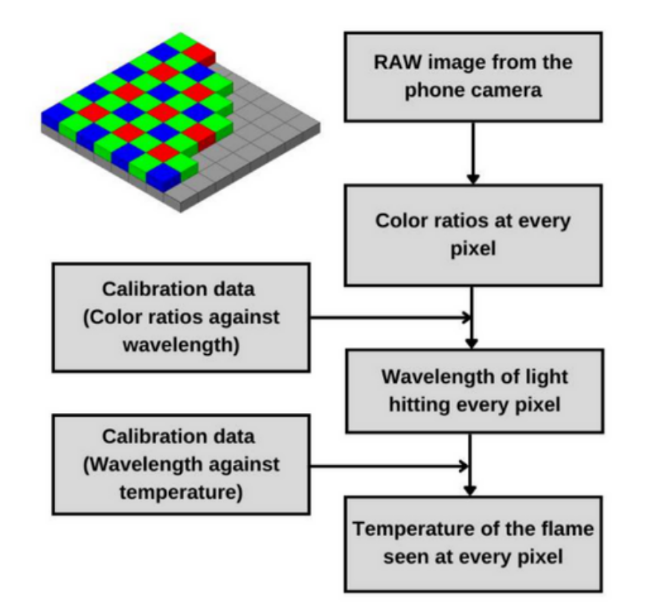 RAW image from the
phone camera
Color ratios at every
pixel
Calibration data
(Color ratios against
wavelength)
Wavelength of light
hitting every pixel
Calibration data
(Wavelength against
temperature)
Temperature of the flame
seen at every pixel